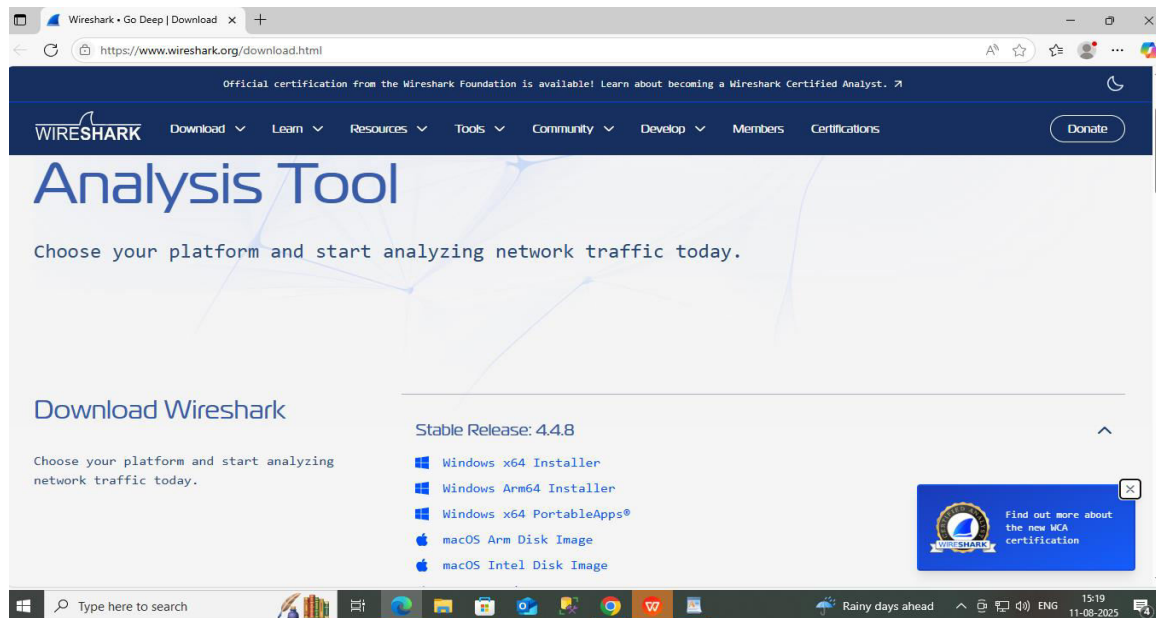 Wireshark • Go Deep | Download
https://www.wireshark.org/download.html
Official certification from the Wireshark Foundation is available! Learn about becoming a Wireshark Certified Analyst.
WIRESHARK Download Learn Resources Tools Community Develop Members Certifications Donate
Analysis Tool
Choose your platform and start analyzing network traffic today.
Download Wireshark
Choose your platform and start analyzing
network traffic today.
Stable Release: 4.4.8
Windows x64 Installer
Windows Arm64 Installer
Windows x64 PortableApps®
macOS Arm Disk Image
macOS Intel Disk Image
WIRESHARK
Find out more about
the new WCA
certification
Type here to search
Rainy days ahead
ENG
15:19
11-08-2025
4